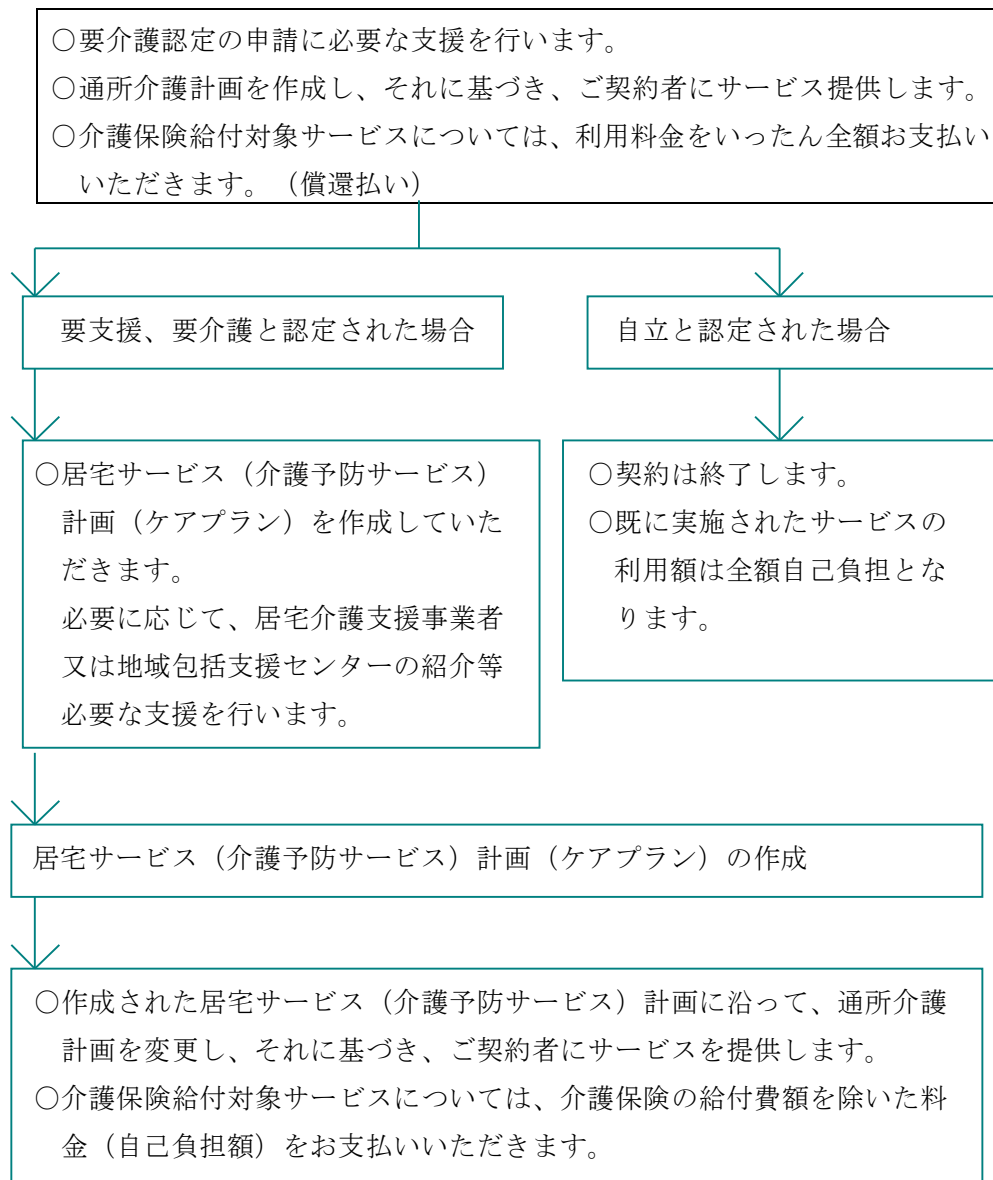 ○要介護認定の申請に必要な支援を行います。
○通所介護計画を作成し、それに基づき、ご契約者にサービス提供します。
○介護保険給付対象サービスについては、利用料金をいったん全額お支払い
いただきます。（償還払い）
要支援、要介護と認定された場合
自立と認定された場合
○居宅サービス（介護予防サービス）
計画（ケアプラン）を作成していた
だきます。
必要に応じて、居宅介護支援事業者
又は地域包括支援センターの紹介等
必要な支援を行います。
○契約は終了します。
○既に実施されたサービスの
利用額は全額自己負担とな
ります。
居宅サービス（介護予防サービス）計画（ケアプラン）の作成
○作成された居宅サービス（介護予防サービス）計画に沿って、通所介護
計画を変更し、それに基づき、ご契約者にサービスを提供します。
○介護保険給付対象サービスについては、介護保険の給付費額を除いた料
金（自己負担額）をお支払いいただきます。